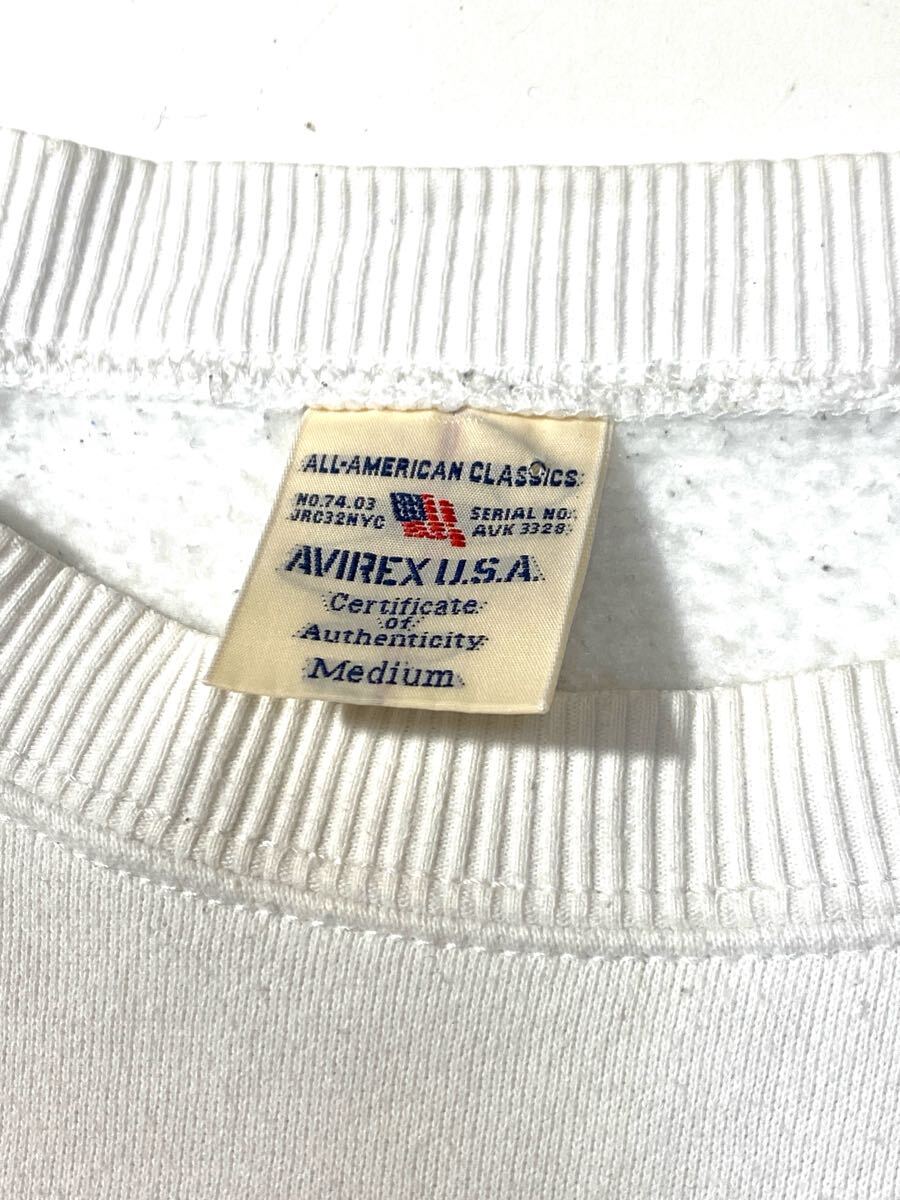 ALL-AMERICAN CLASSICS
NO.74.03
JRC32NYC
SERIAL NO.
AVK 3328
AVIREX U.S.A.
Certificate
of
Authenticity
Medium